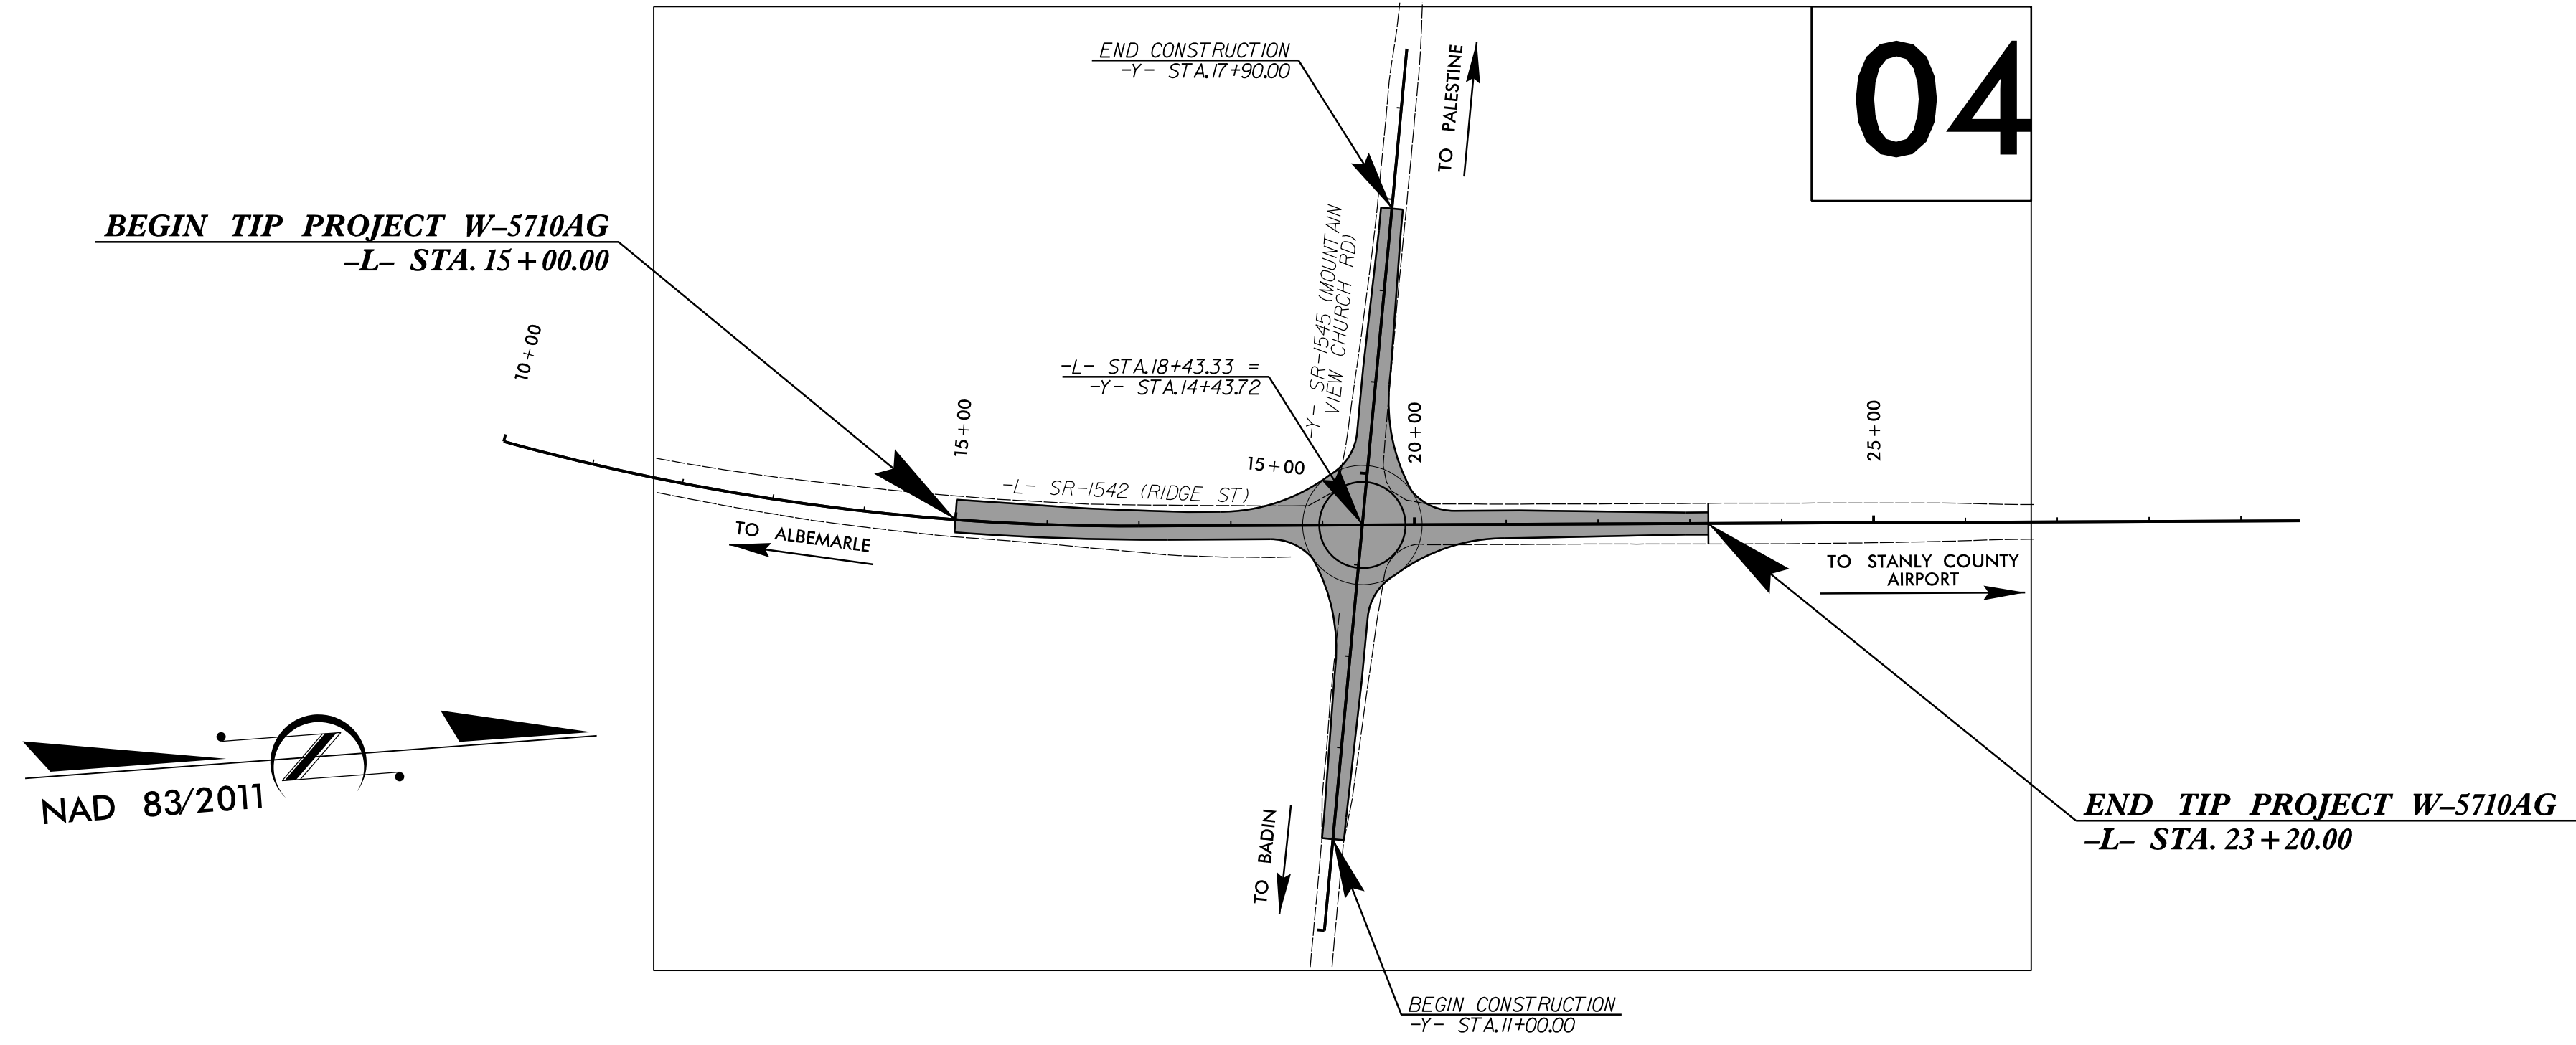 END CONSTRUCTION
-Y- STA.17+90.00
TO PALESTINE
04
BEGIN TIP PROJECT W-5710AG
-L- STA. 15+00.00
-Y- SR-1545 (MOUNTAIN
VIEW CHURCH RD)
10+00
-L- STA.18+43.33 =
-Y- STA.14+43.72
15+00
20+00
25+00
15+00
-L- SR-1542 (RIDGE ST)
TO ALBEMARLE
TO STANLY COUNTY
AIRPORT
NAD 83/2011
TO BADIN
END TIP PROJECT W-5710AG
-L- STA. 23+20.00
BEGIN CONSTRUCTION
-Y- STA.11+00.00